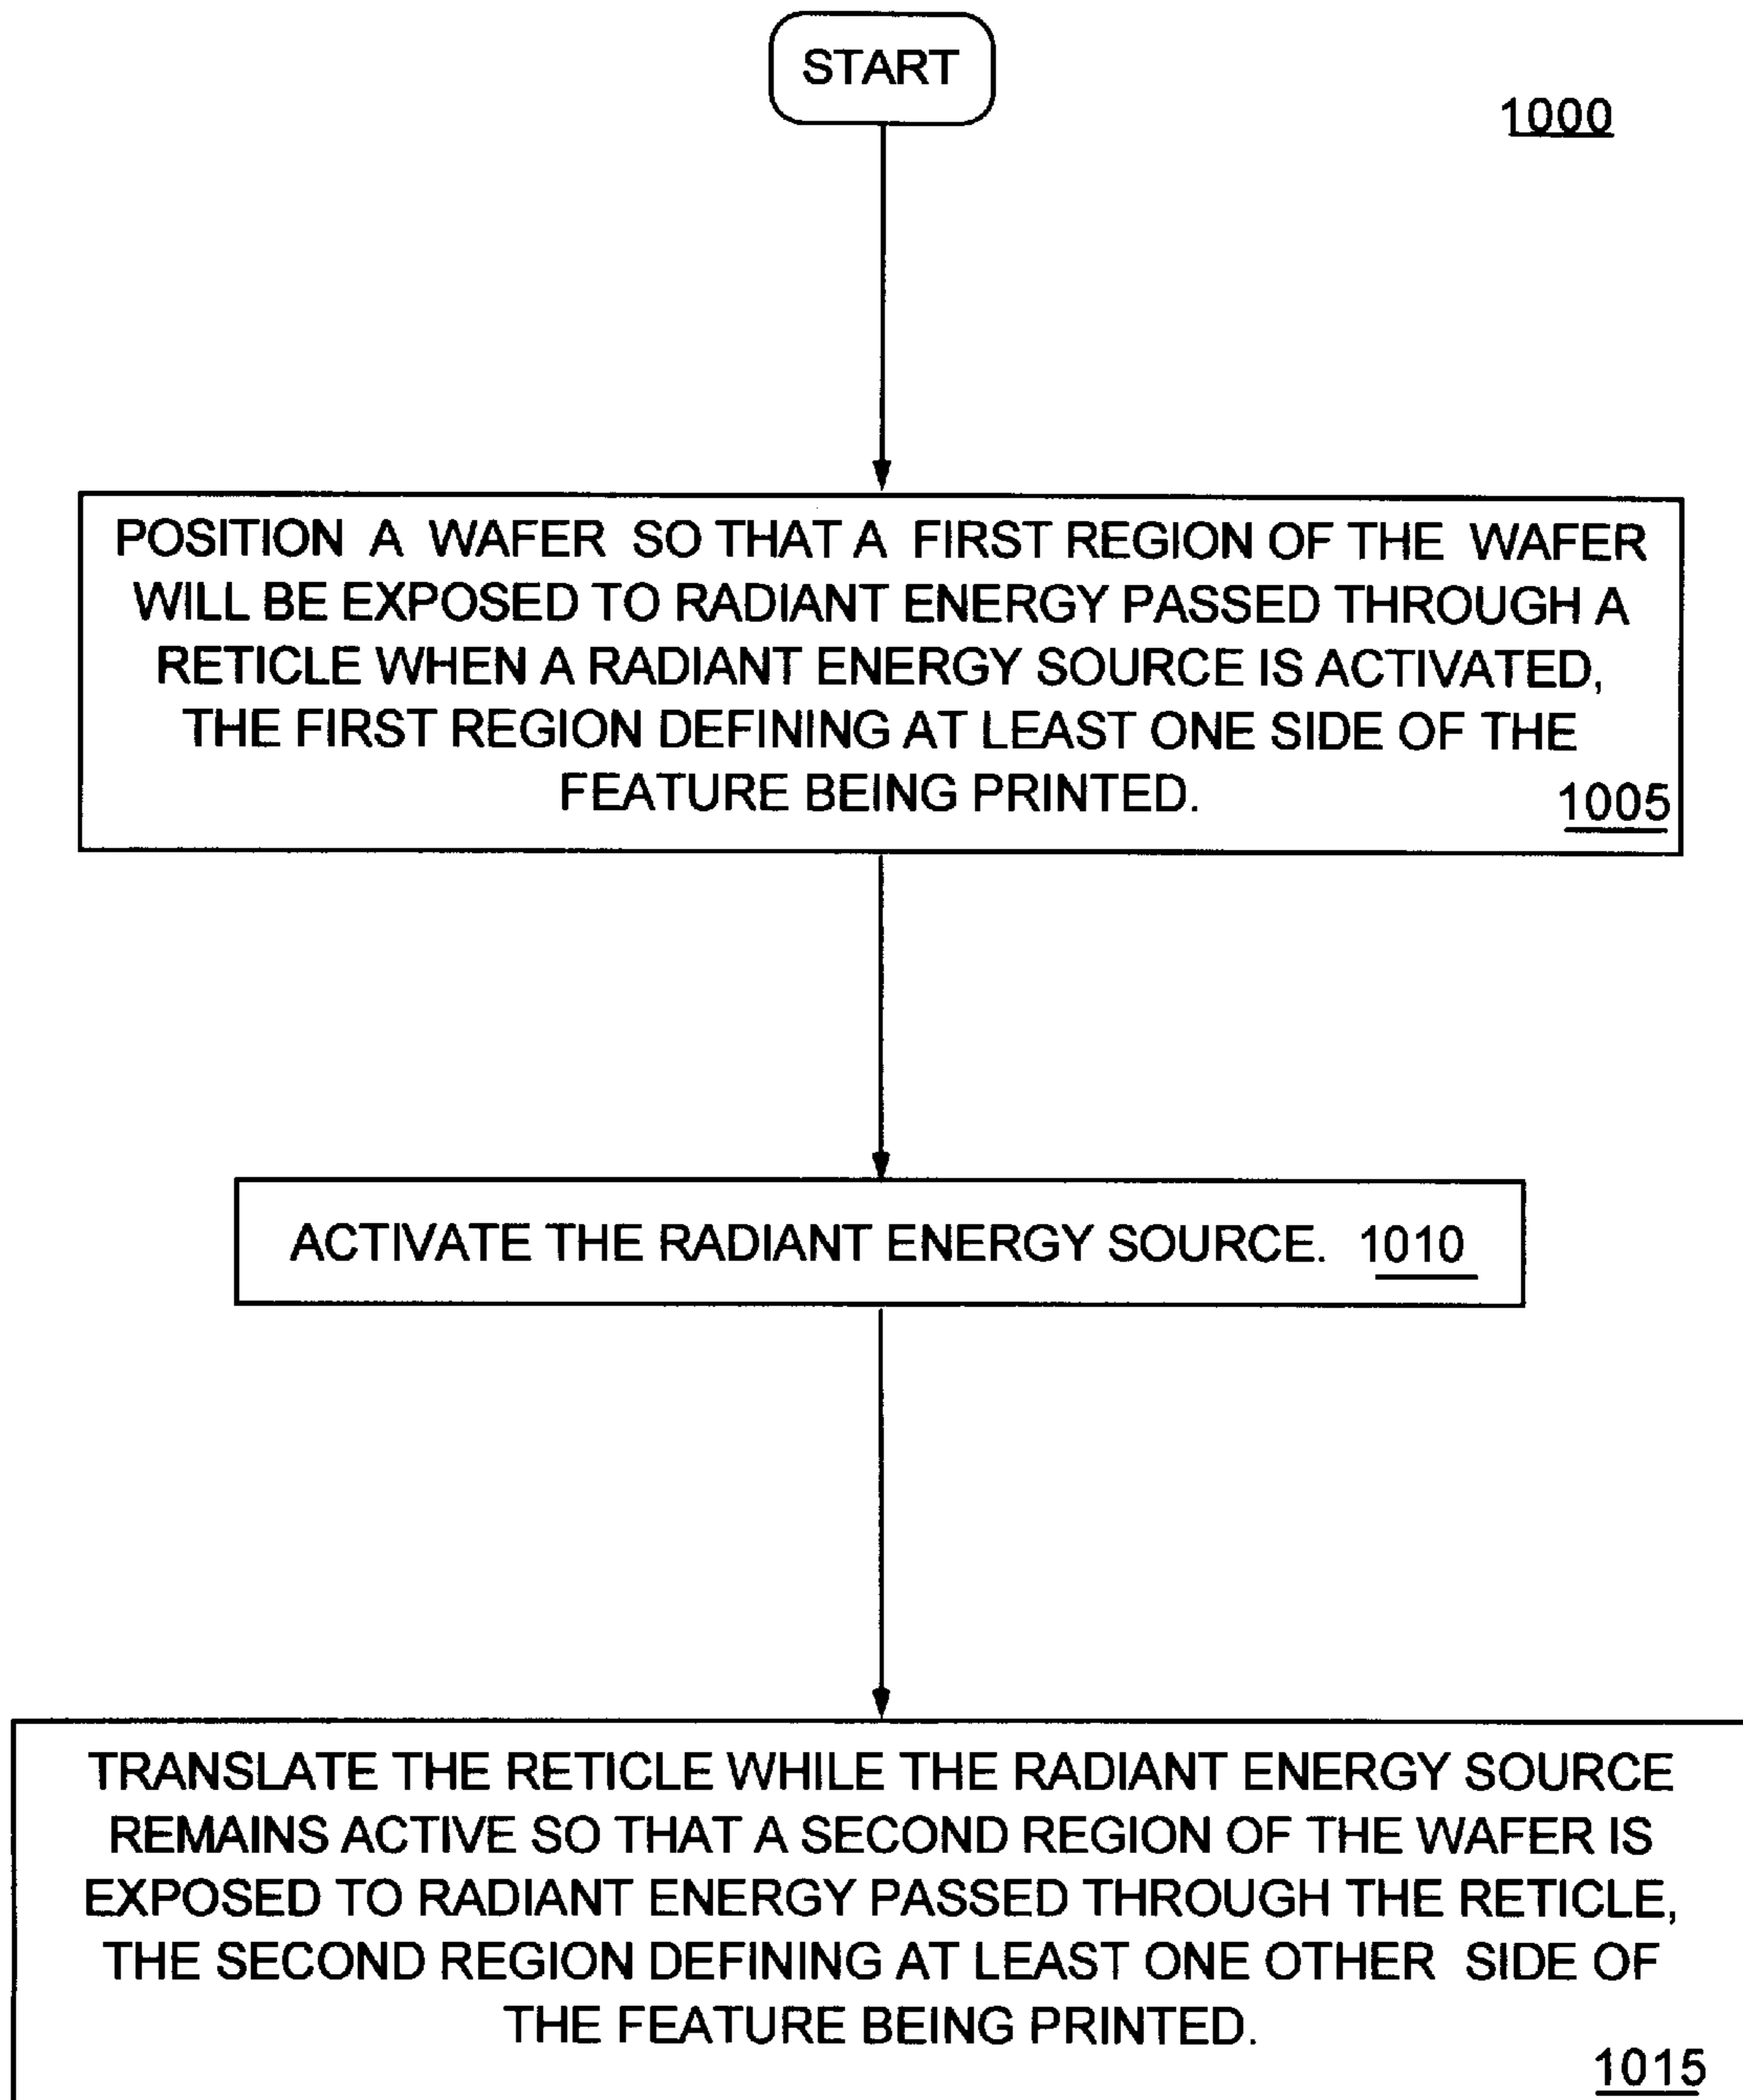 START
1000
POSITION A WAFER SO THAT A FIRST REGION OF THE WAFER
WILL BE EXPOSED TO RADIANT ENERGY PASSED THROUGH A
RETICLE WHEN A RADIANT ENERGY SOURCE IS ACTIVATED,
THE FIRST REGION DEFINING AT LEAST ONE SIDE OF THE
FEATURE BEING PRINTED.
1005
ACTIVATE THE RADIANT ENERGY SOURCE. 1010
TRANSLATE THE RETICLE WHILE THE RADIANT ENERGY SOURCE
REMAINS ACTIVE SO THAT A SECOND REGION OF THE WAFER IS
EXPOSED TO RADIANT ENERGY PASSED THROUGH THE RETICLE,
THE SECOND REGION DEFINING AT LEAST ONE OTHER SIDE OF
THE FEATURE BEING PRINTED.
1015